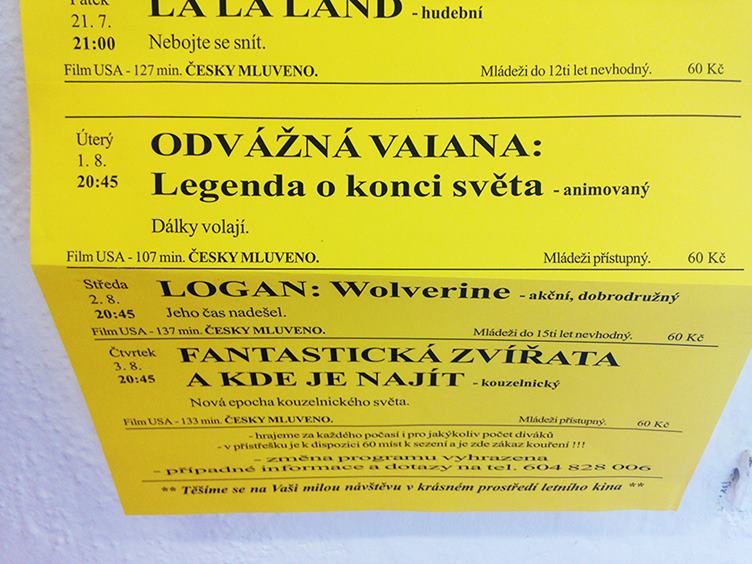 Pátek LA LA LAND - hudební
21. 7.
21:00 Nebojte se snít.
Film USA - 127 min. ČESKY MLUVENO. Mládeži do 12ti let nevhodný. 60 Kč
Úterý ODVÁŽNÁ VAIANA:
1. 8.
20:45 Legenda o konci světa - animovaný
Dálky volají.
Film USA - 107 min. ČESKY MLUVENO. Mládeži přístupný. 60 Kč
Středa LOGAN: Wolverine - akční, dobrodružný
2. 8.
20:45 Jeho čas nadešel.
Film USA - 137 min. ČESKY MLUVENO. Mládeži do 15ti let nevhodný. 60 Kč
Čtvrtek FANTASTICKÁ ZVÍŘATA
3. 8.
20:45 A KDE JE NAJÍT - kouzelnický
Nová epocha kouzelnického světa.
Film USA - 133 min. ČESKY MLUVENO. Mládeži přístupný. 60 Kč
- hrajeme za každého počasí i pro jakýkoliv počet diváků
- v přístřešku je k dispozici 60 míst k sezení a je zde zákaz kouření !!!
- změna programu vyhrazena
- případné informace a dotazy na tel. 604 828 006
** Těšíme se na Vaši milou návštěvu v krásném prostředí letního kina **